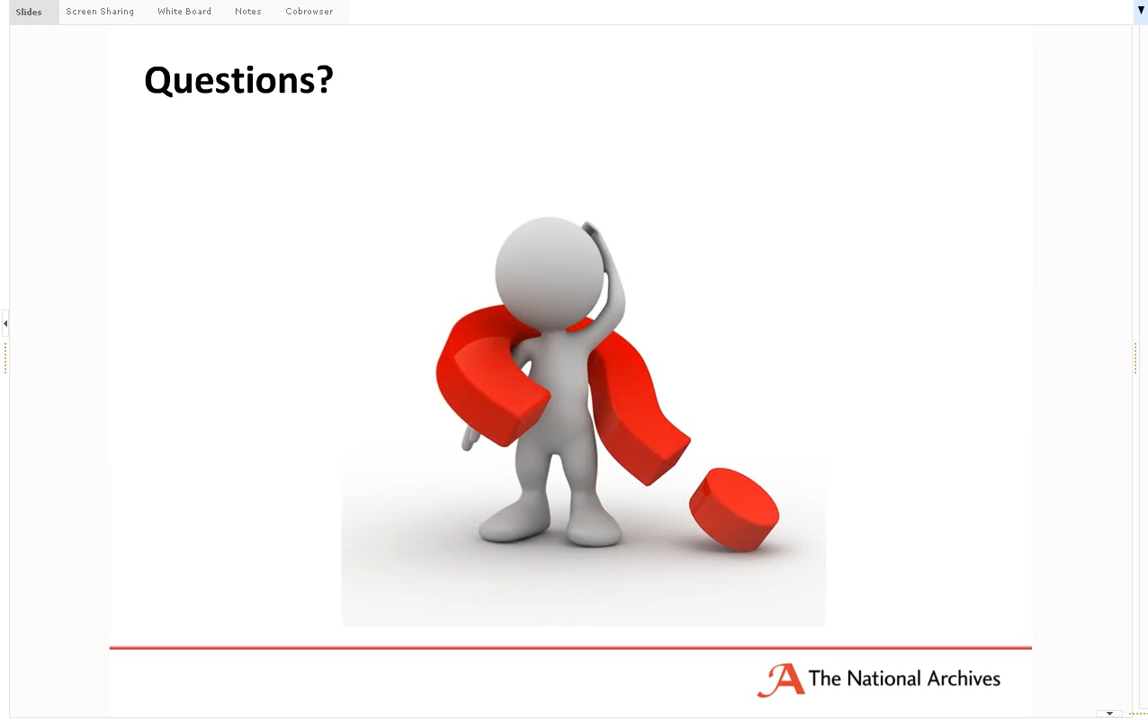 Slides Screen Sharing White Board Notes Cobrowser
Questions?
The National Archives